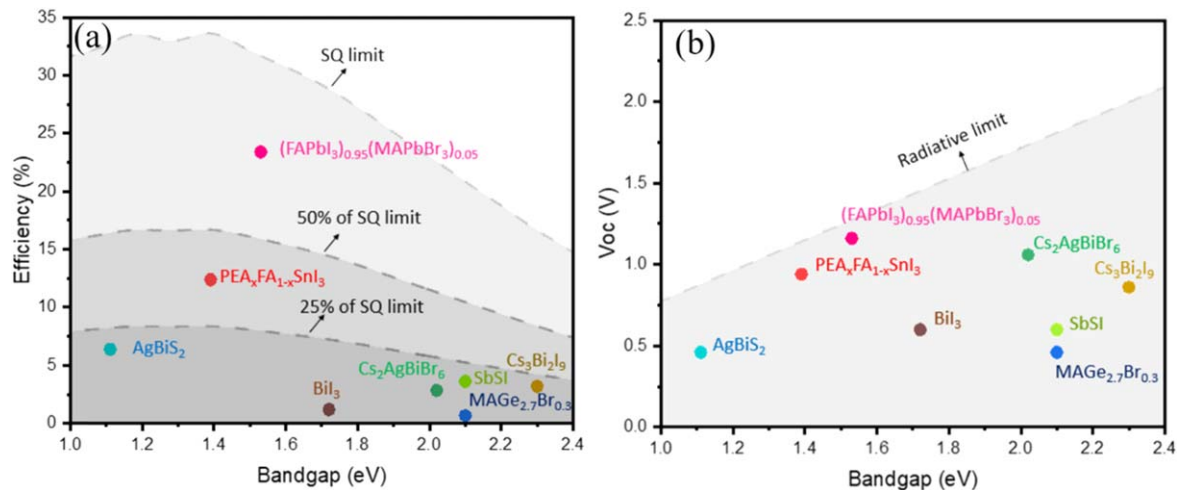 (a)
35
30
25
20
15
10
5
0
Efficiency (%)
SQ limit
(FAPbI₃)₀.₉₅(MAPbBr₃)₀.₀₅
50% of SQ limit
PEAₓFA₁₋ₓSnI₃
25% of SQ limit
AgBiS₂
Cs₂AgBiBr₆
Cs₃Bi₂I₉
SbSI
BiI₃
MAGe₂.₇Br₀.₃
1.0 1.2 1.4 1.6 1.8 2.0 2.2 2.4
Bandgap (eV)
(b)
2.5
2.0
1.5
1.0
0.5
0.0
Voc (V)
Radiative limit
(FAPbI₃)₀.₉₅(MAPbBr₃)₀.₀₅
Cs₂AgBiBr₆
PEAₓFA₁₋ₓSnI₃
Cs₃Bi₂I₉
BiI₃
SbSI
AgBiS₂
MAGe₂.₇Br₀.₃
1.0 1.2 1.4 1.6 1.8 2.0 2.2 2.4
Bandgap (eV)